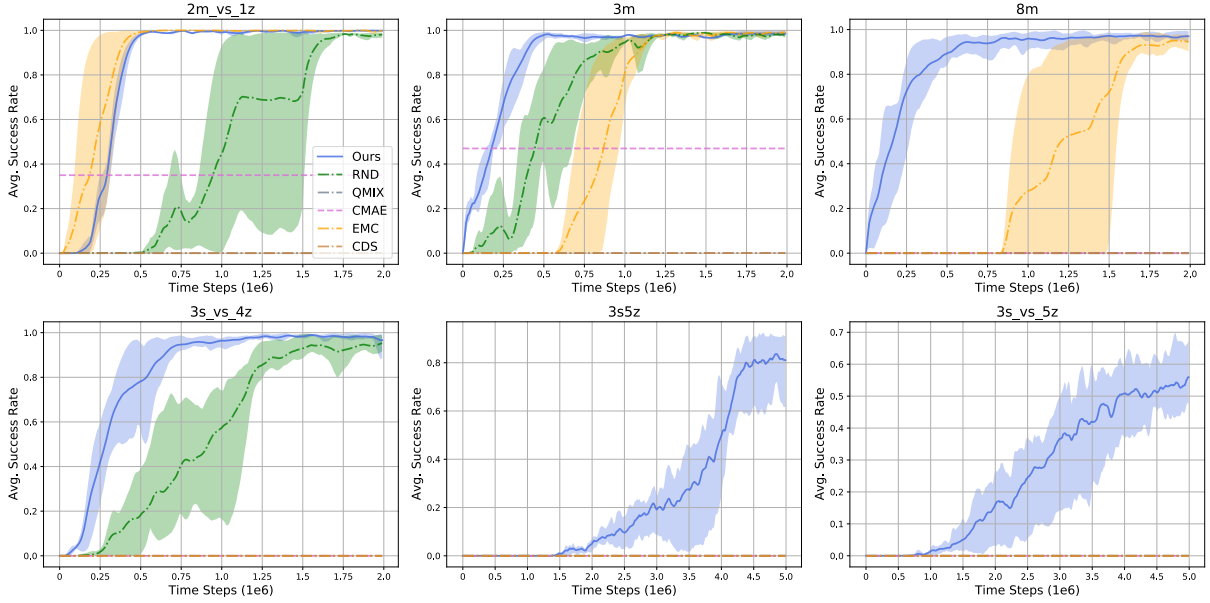 2m_vs_1z
Avg. Success Rate
1.0
0.8
0.6
0.4
0.2
0.0
Ours
RND
QMIX
CMAE
EMC
CDS
0 0,25 0,5 0,75 1,0 1,25 1,5 1,75 2,0
Time Steps (1e6)
3m
Avg. Success Rate
1.0
0.8
0.6
0.4
0.2
0.0
0 0,25 0,5 0,75 1,0 1,25 1,5 1,75 2,0
Time Steps (1e6)
8m
Avg. Success Rate
1.0
0.8
0.6
0.4
0.2
0.0
0 0,25 0,5 0,75 1,0 1,25 1,5 1,75 2,0
Time Steps (1e6)
3s_vs_4z
Avg. Success Rate
1.0
0.8
0.6
0.4
0.2
0.0
0 0,25 0,5 0,75 1,0 1,25 1,5 1,75 2,0
Time Steps (1e6)
3s5z
Avg. Success Rate
0.8
0.6
0.4
0.2
0.0
0 0.5 1.0 1.5 2.0 2.5 3.0 3.5 4.0 4.5 5.0
Time Steps (1e6)
3s_vs_5z
Avg. Success Rate
0.7
0.6
0.5
0.4
0.3
0.2
0.1
0.0
0 0.5 1.0 1.5 2.0 2.5 3.0 3.5 4.0 4.5 5.0
Time Steps (1e6)